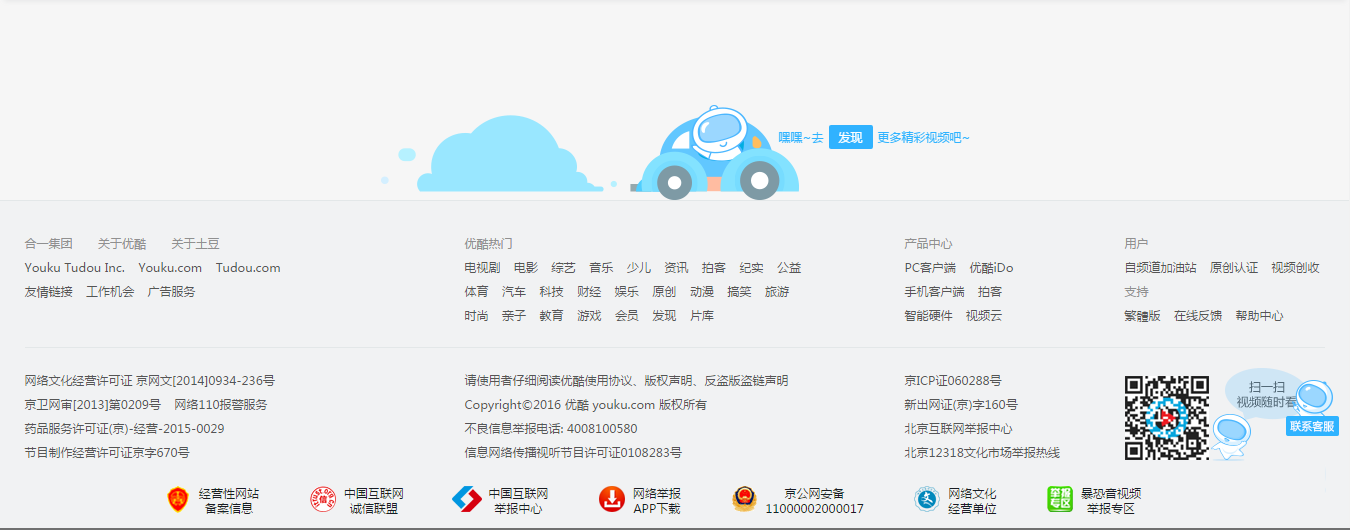 嘿嘿~去 发现 更多精彩视频吧~
合一集团 关于优酷 关于土豆
Youku Tudou Inc. Youku.com Tudou.com
友情链接 工作机会 广告服务
优酷热门
电视剧 电影 综艺 音乐 少儿 资讯 拍客 纪实 公益
体育 汽车 科技 财经 娱乐 原创 动漫 搞笑 旅游
时尚 亲子 教育 游戏 会员 发现 片库
产品中心
PC客户端 优酷iDo
手机客户端 拍客
智能硬件 视频云
用户
自频道加油站 原创认证 视频创收
支持
繁體版 在线反馈 帮助中心
网络文化经营许可证 京网文[2014]0934-236号
京卫网审[2013]第0209号 网络110报警服务
药品服务许可证(京)-经营-2015-0029
节目制作经营许可证京字670号
请使用者仔细阅读优酷使用协议、版权声明、反盗版盗链声明
Copyright©2016 优酷 youku.com 版权所有
不良信息举报电话: 4008100580
信息网络传播视听节目许可证0108283号
京ICP证060288号
新出网证(京)字160号
北京互联网举报中心
北京12318文化市场举报热线
扫一扫
视频随时看
联系客服
经营性网站
备案信息
信
中国互联网
诚信联盟
中国互联网
举报中心
网络举报
APP下载
京公网安备
11000002000017
网络文化
经营单位
举报
专区
暴恐音视频
举报专区